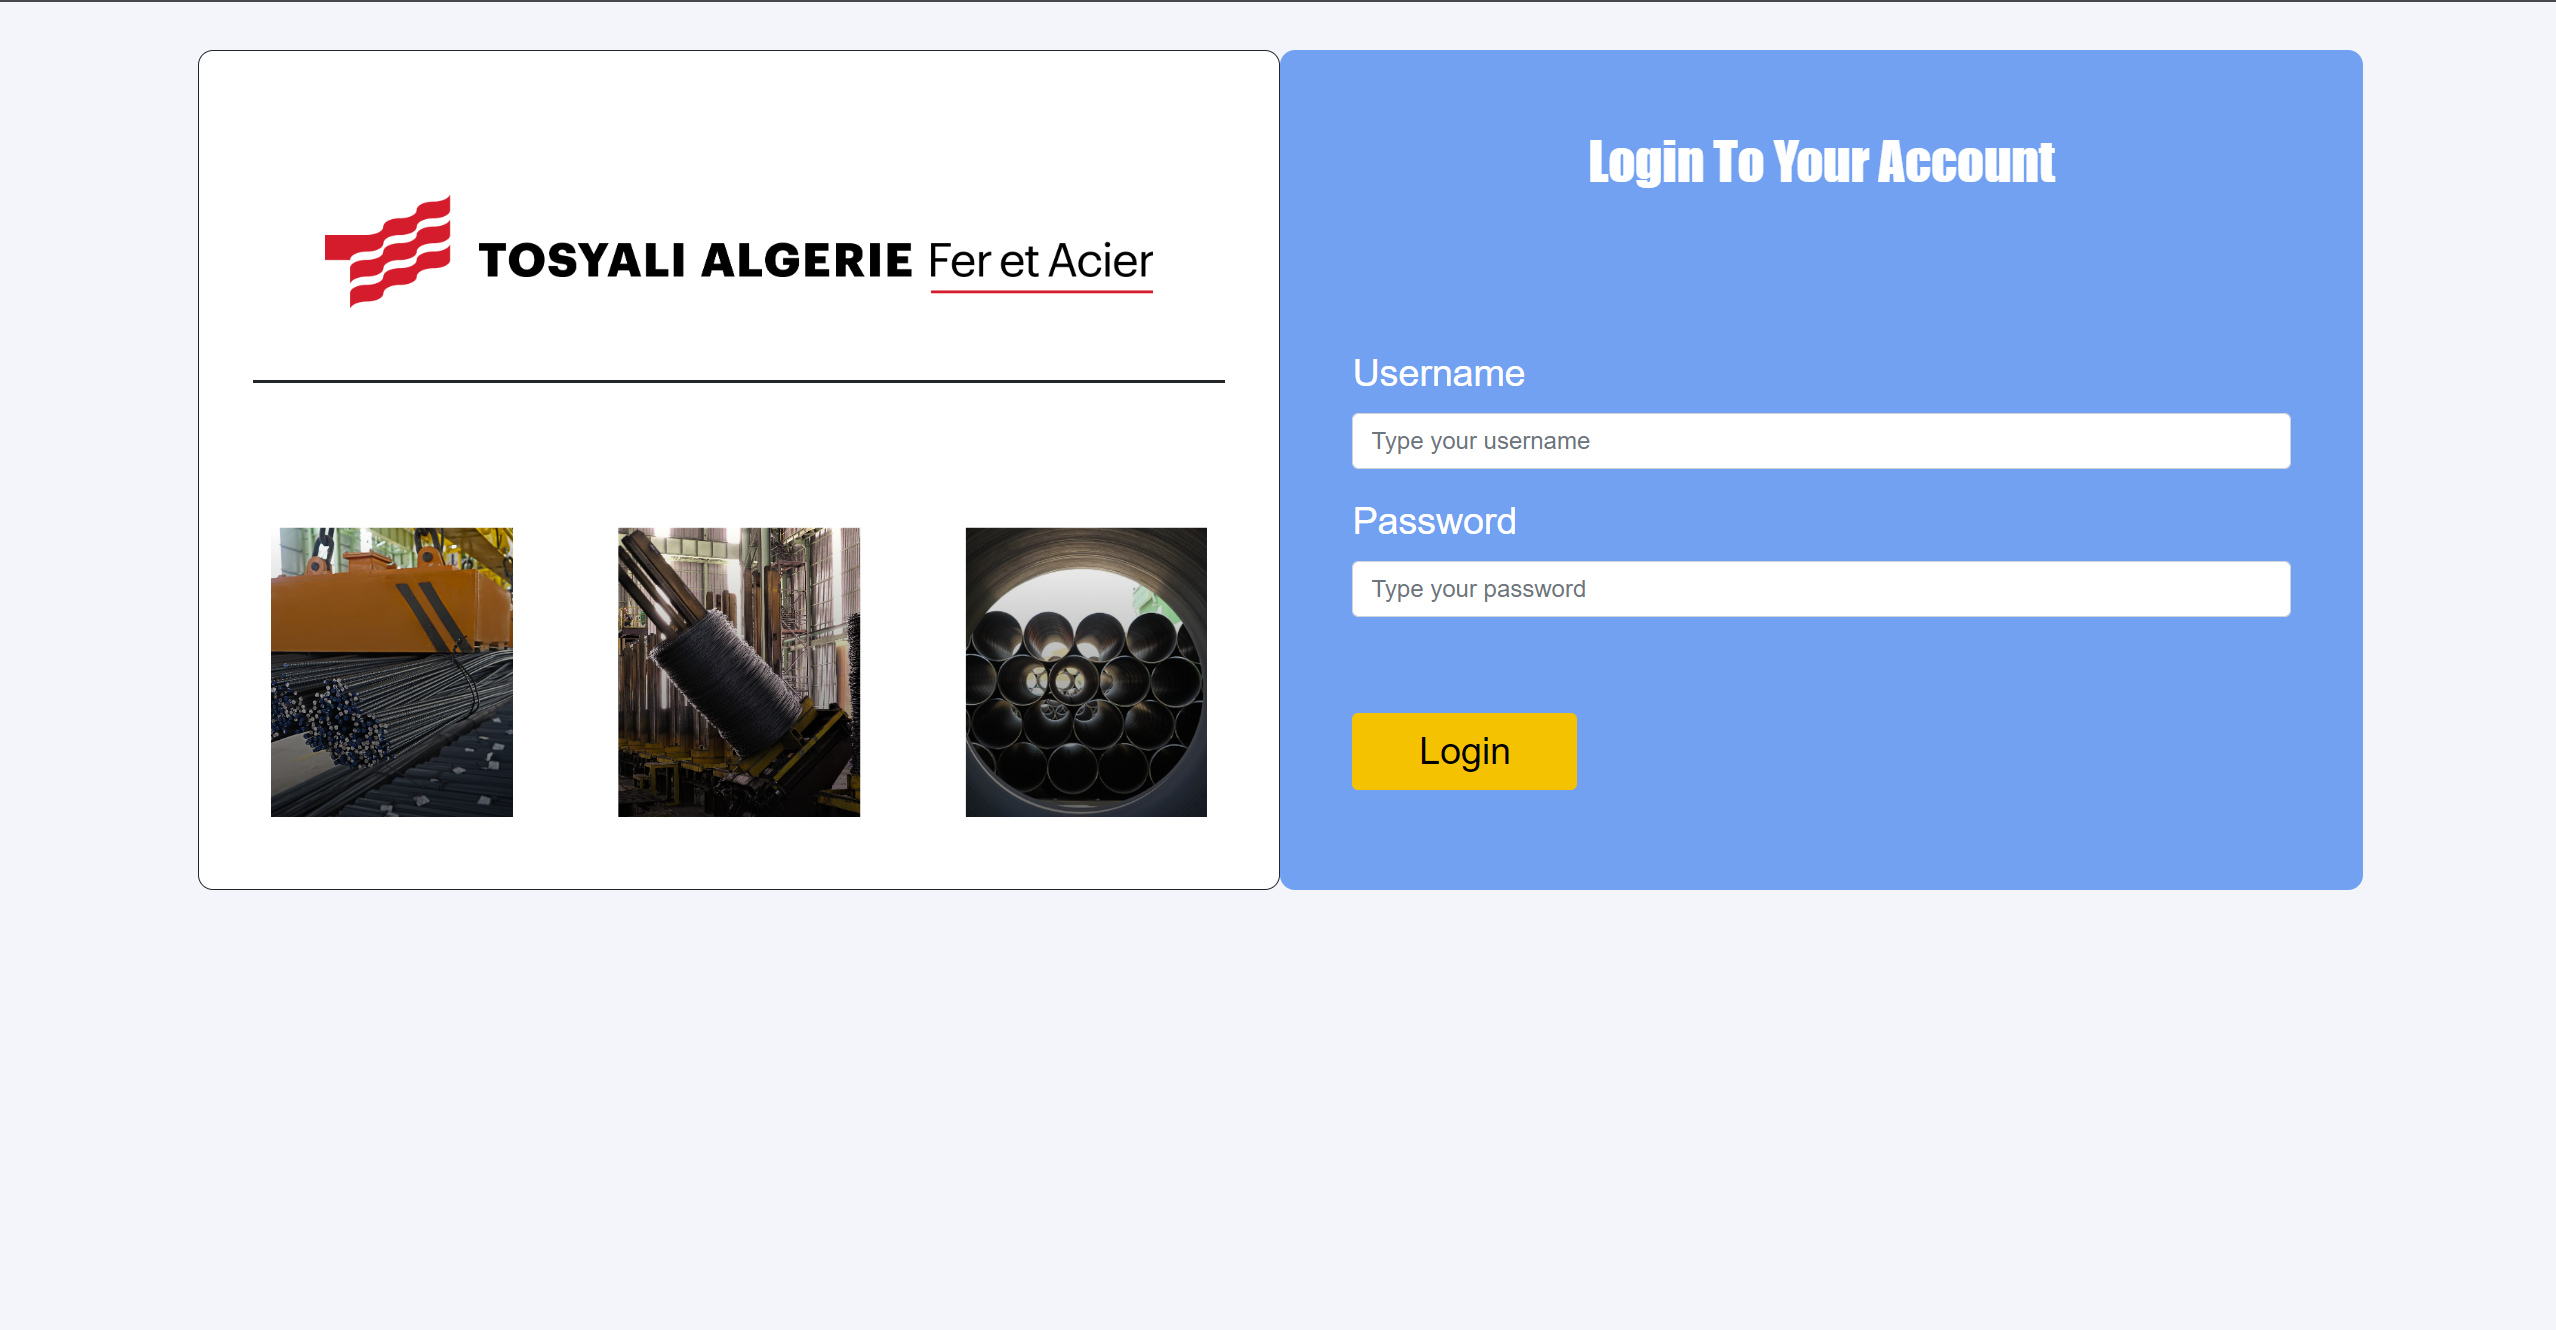 TOSYALI ALGERIE Fer et Acier
Login To Your Account
Username
Type your username
Password
Type your password
Login